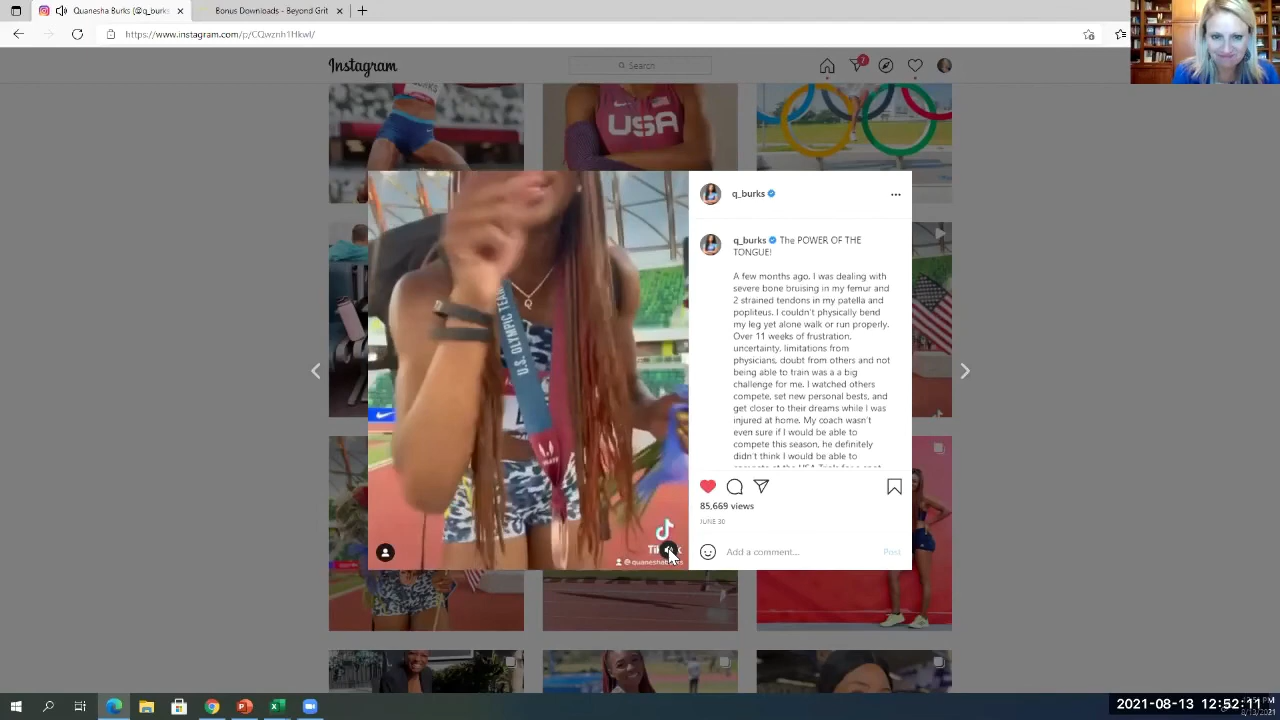 Quanesha Burks (@q_burks)
Bonus Downloads - Beyond Grit
https://www.instagram.com/p/CQwznh1Hkwl/
Instagram
Search
7
BURKS
USA
q_burks
q_burks The POWER OF THE
TONGUE!
A few months ago, I was dealing with
severe bone bruising in my femur and
2 strained tendons in my patella and
popliteus. I couldn't physically bend
my leg yet alone walk or run properly.
Over 11 weeks of frustration,
uncertainty, limitations from
physicians, doubt from others and not
being able to train was a a big
challenge for me. I watched others
compete, set new personal bests, and
get closer to their dreams while I was
injured at home. My coach wasn't
even sure if I would be able to
compete this season, he definitely
didn't think I would be able to
U.S. OLYMPIC TEAM
85,669 views
JUNE 30
Add a comment...
Post
2021-08-13 12:52:11